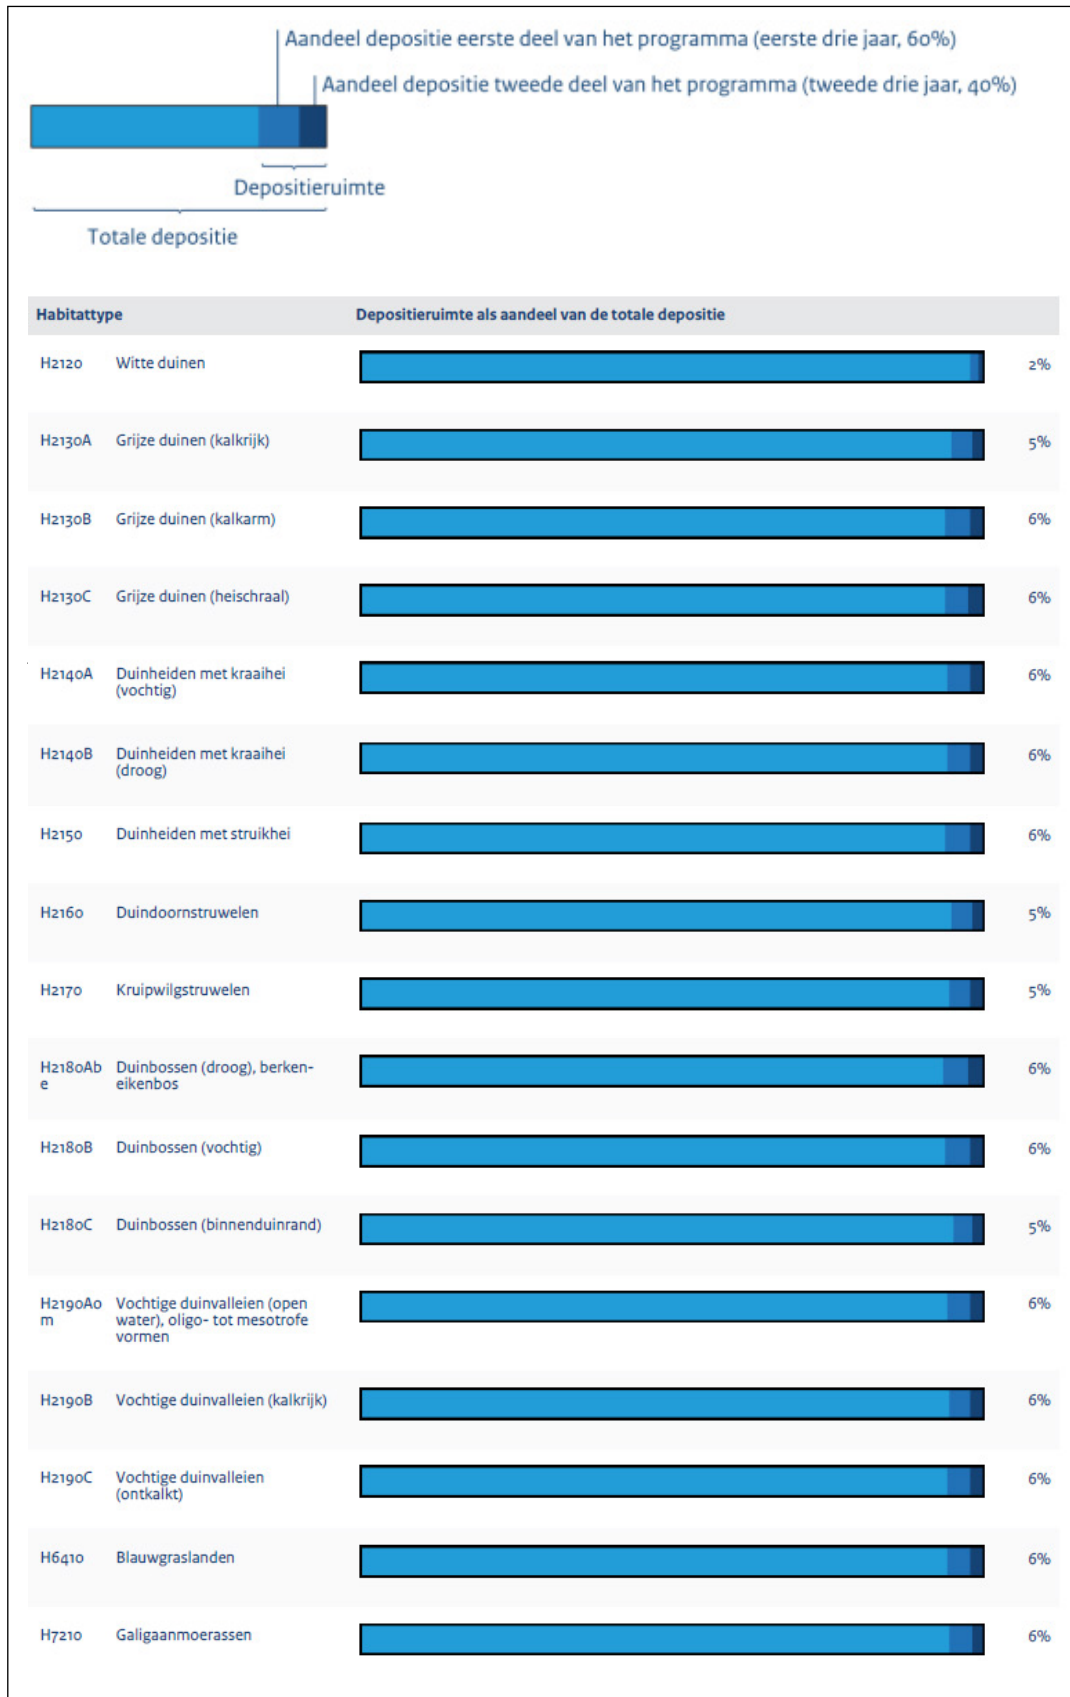 Aandeel depositie eerste deel van het programma (eerste drie jaar, 60%)
Aandeel depositie tweede deel van het programma (tweede drie jaar, 40%)
Depositieruimte
Totale depositie
Habitattype Depositieruimte als aandeel van de totale depositie
H2120 Witte duinen 2%
H2130A Grijze duinen (kalkrijk) 5%
H2130B Grijze duinen (kalkarm) 6%
H2130C Grijze duinen (heischraal) 6%
H2140A Duinheiden met kraaihei 6%
(vochtig)
H2140B Duinheiden met kraaihei 6%
(droog)
H2150 Duinheiden met struikhei 6%
H2160 Duindoornstruwelen 5%
H2170 Kruipwilgstruwelen 5%
H2180Ab Duinbossen (droog), berken- 6%
e eikenbos
H2180B Duinbossen (vochtig) 6%
H2180C Duinbossen (binnenduinrand) 5%
H2190Ao Vochtige duinvalleien (open 6%
m water), oligo- tot mesotrofe
vormen
H2190B Vochtige duinvalleien (kalkrijk) 6%
H2190C Vochtige duinvalleien 6%
(ontkalkt)
H6410 Blauwgraslanden 6%
H7210 Galigaanmoerassen 6%